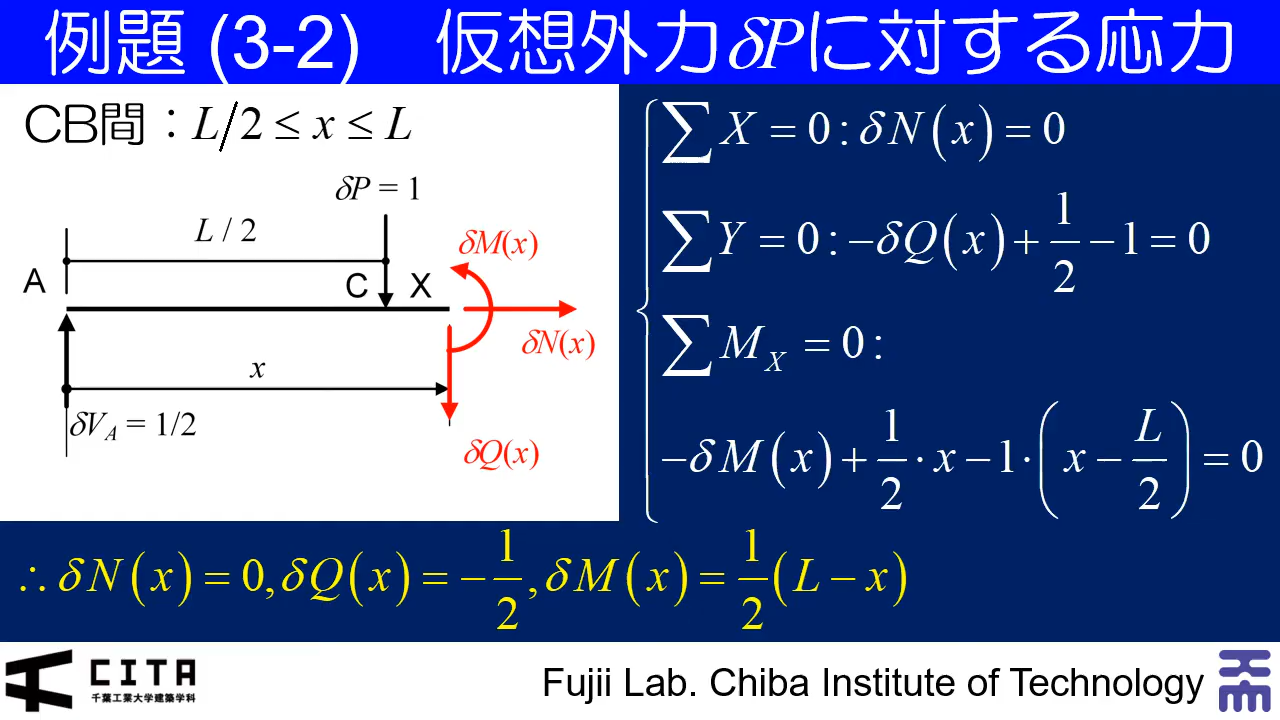 例題 (3-2) 仮想外力δPに対する応力
CB間：L/2 ≤ x ≤ L
δP = 1
L / 2
δM(x)
A
C
X
δN(x)
x
δV_A = 1/2
δQ(x)
∑X = 0 : δN(x) = 0
∑Y = 0 : −δQ(x) + 1/2 − 1 = 0
∑M_X = 0 :
−δM(x) + 1/2 · x − 1 · (x − L/2) = 0
∴ δN(x) = 0, δQ(x) = −1/2, δM(x) = 1/2 (L − x)
CITA
千葉工業大学建築学科
Fujii Lab. Chiba Institute of Technology